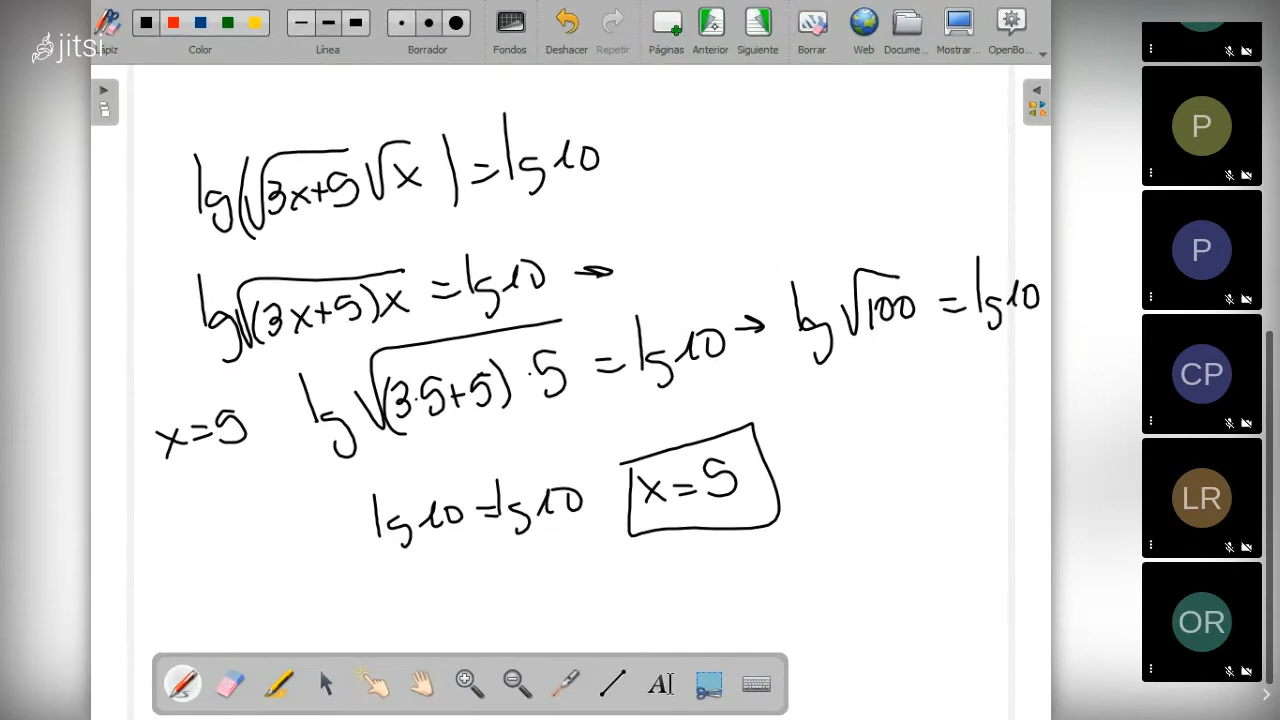 jitsi
Lápiz Color Línea Borrador Fondos Deshacer Repetir Páginas Anterior Siguiente Borrar Web Docume... Mostrar... OpenBo...
lg(√3x+5 √x) = lg 10
lg √(3x+5)x = lg 10 →
lg √(3·5+5) · 5 = lg 10 → lg √100 = lg 10
x = 5
lg 10 = lg 10 x = 5
P
P
CP
LR
OR
AI